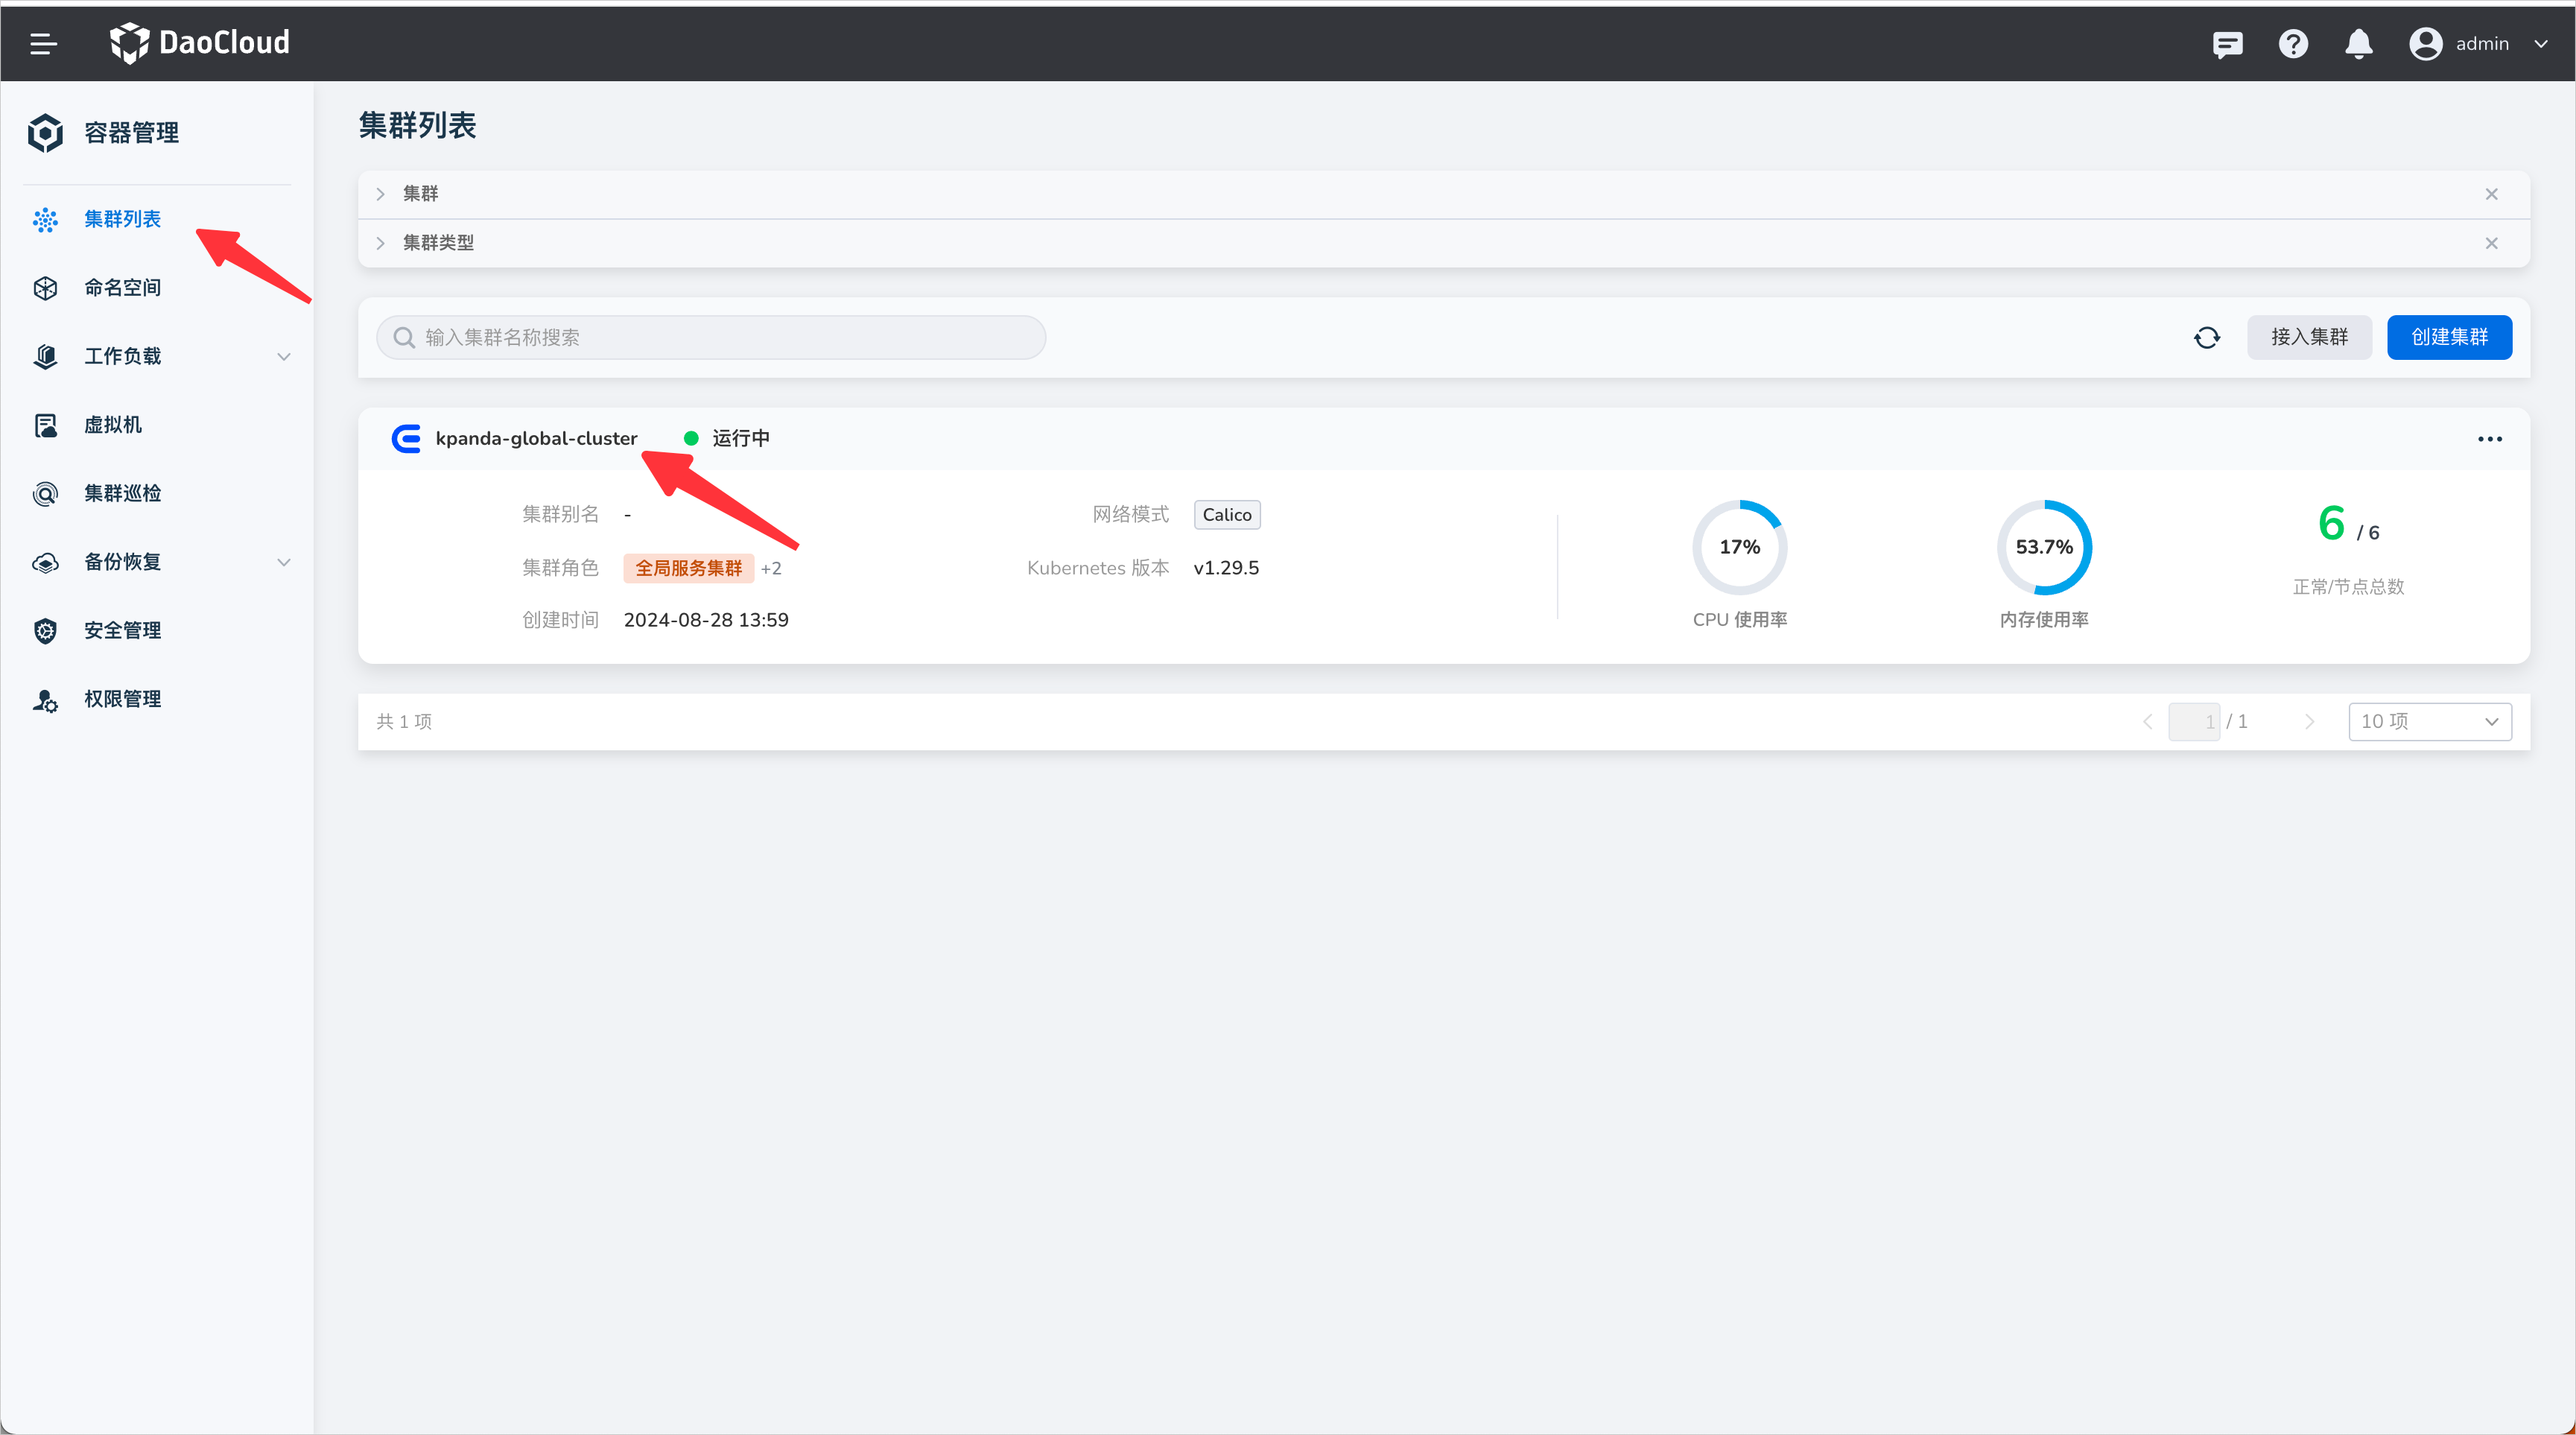 DaoCloud
admin
容器管理
集群列表
命名空间
工作负载
虚拟机
集群巡检
备份恢复
安全管理
权限管理
集群列表
集群
集群类型
输入集群名称搜索
接入集群
创建集群
kpanda-global-cluster 运行中
集群别名 -
网络模式 Calico
集群角色 全局服务集群 +2
Kubernetes 版本 v1.29.5
创建时间 2024-08-28 13:59
17%
CPU 使用率
53.7%
内存使用率
6 / 6
正常/节点总数
共 1 项
1 / 1
10 项